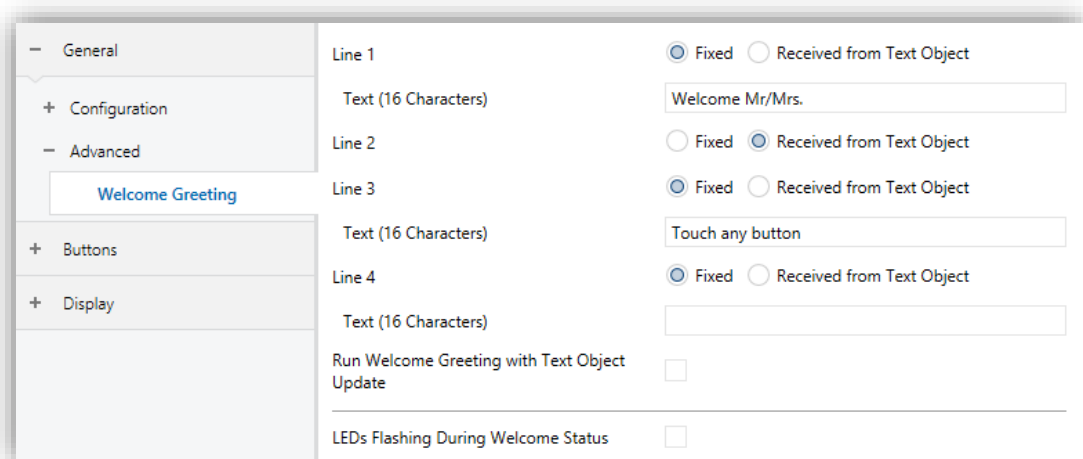 General
Configuration
Advanced
Welcome Greeting
Buttons
Display
Line 1 Fixed Received from Text Object
Text (16 Characters) Welcome Mr/Mrs.
Line 2 Fixed Received from Text Object
Line 3 Fixed Received from Text Object
Text (16 Characters) Touch any button
Line 4 Fixed Received from Text Object
Text (16 Characters)
Run Welcome Greeting with Text Object
Update
LEDs Flashing During Welcome Status